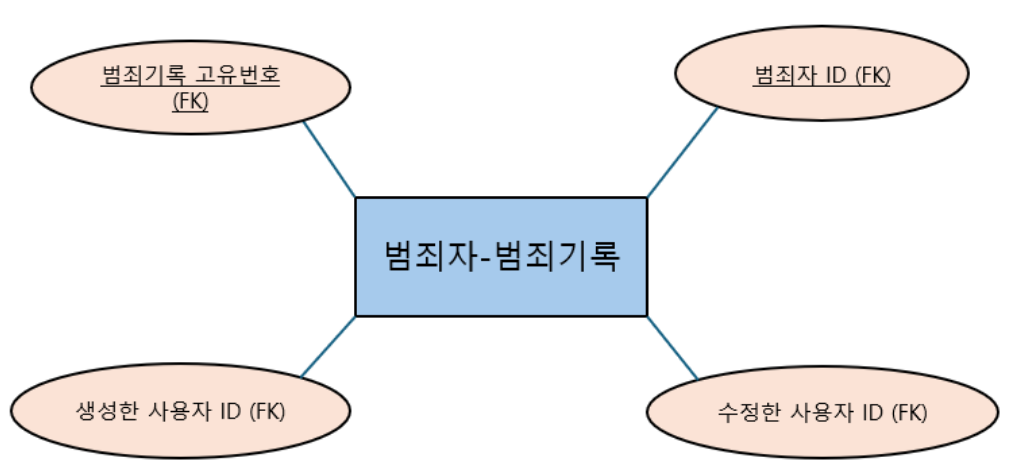 범죄기록 고유번호
(FK)
범죄자 ID (FK)
범죄자-범죄기록
생성한 사용자 ID (FK)
수정한 사용자 ID (FK)